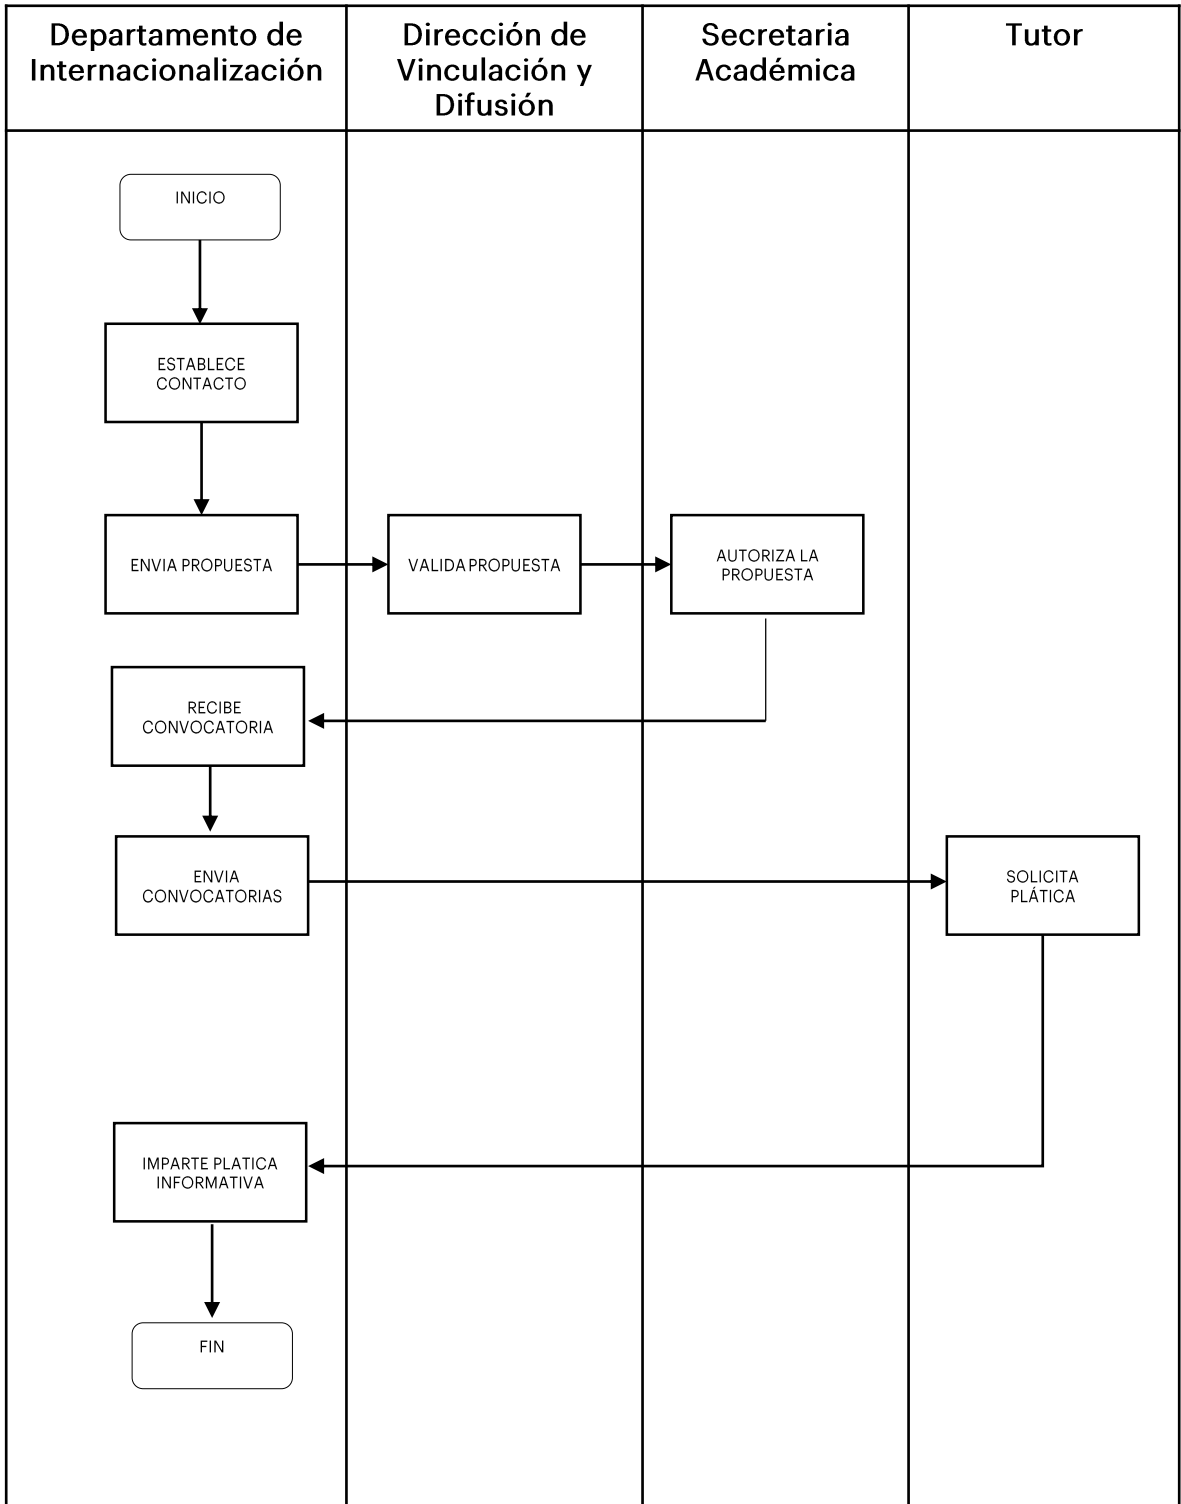 Departamento de
Internacionalización
Dirección de
Vinculación y
Difusión
Secretaria
Académica
Tutor
INICIO
ESTABLECE
CONTACTO
ENVIA PROPUESTA
VALIDA PROPUESTA
AUTORIZA LA
PROPUESTA
RECIBE
CONVOCATORIA
ENVIA
CONVOCATORIAS
SOLICITA
PLÁTICA
IMPARTE PLATICA
INFORMATIVA
FIN